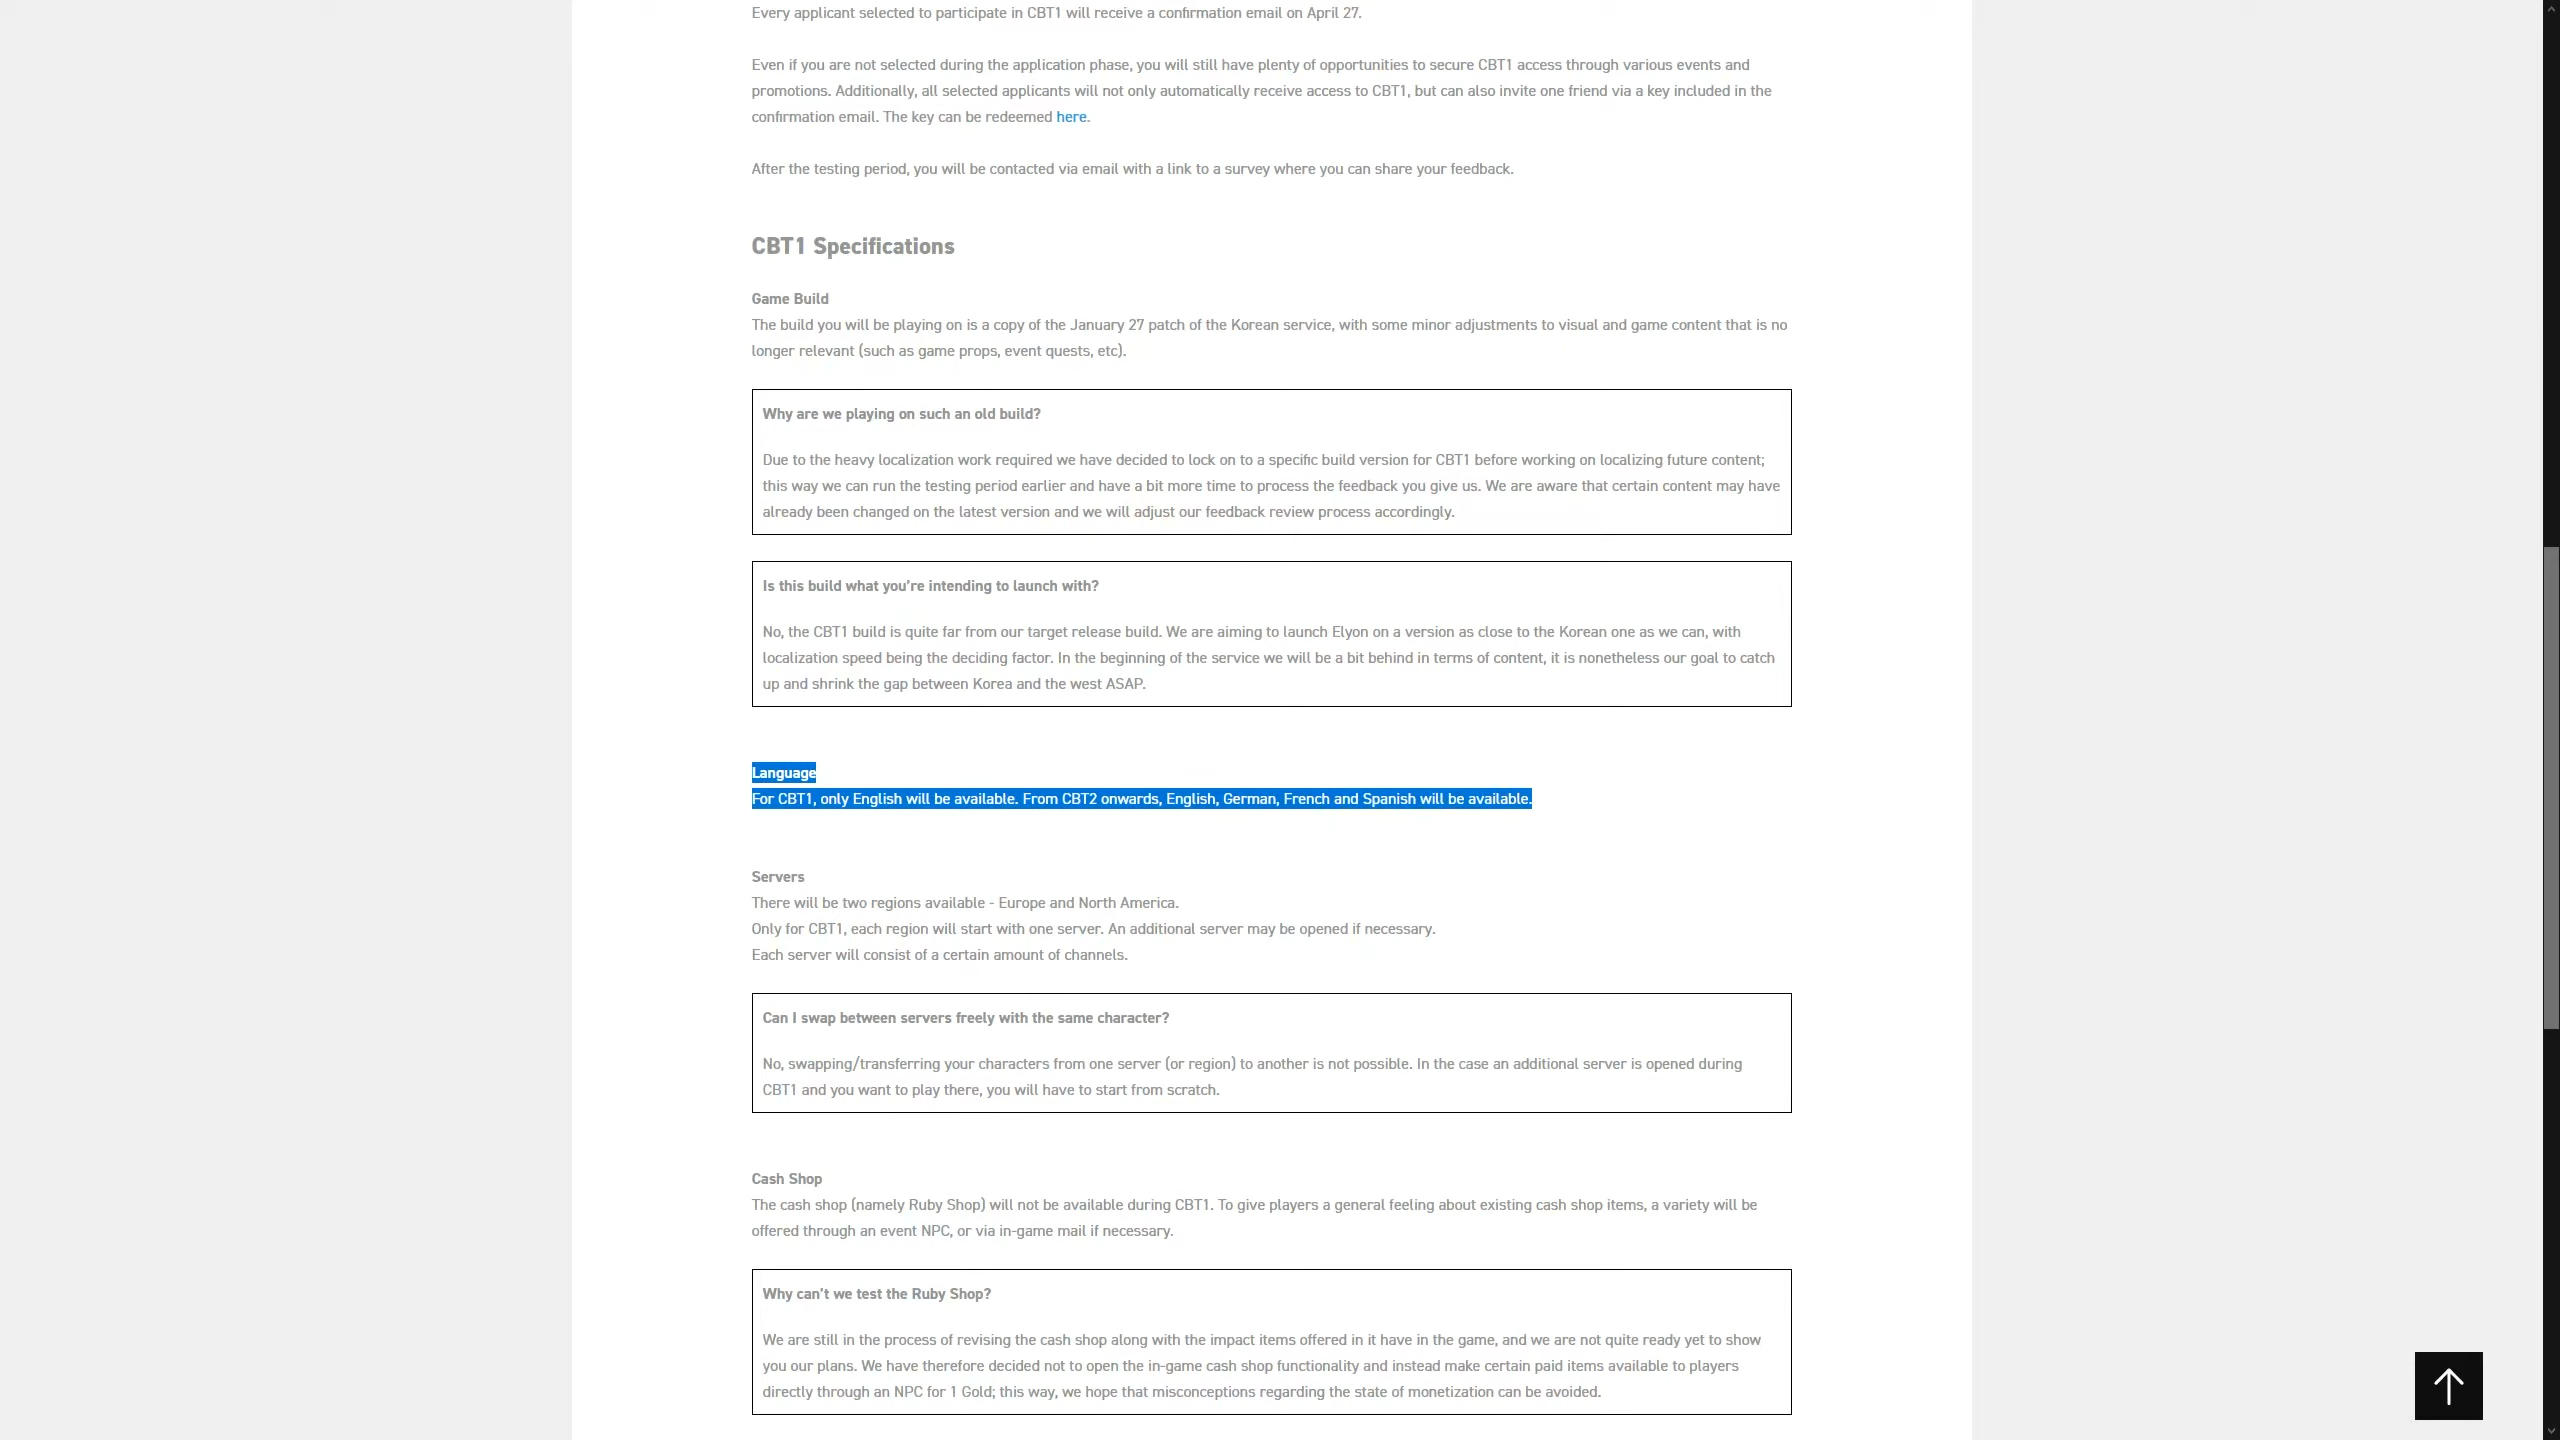 Every applicant selected to participate in CBT1 will receive a confirmation email on April 27.
Even if you are not selected during the application phase, you will still have plenty of opportunities to secure CBT1 access through various events and
promotions. Additionally, all selected applicants will not only automatically receive access to CBT1, but can also invite one friend via a key included in the
confirmation email. The key can be redeemed here.
After the testing period, you will be contacted via email with a link to a survey where you can share your feedback.
CBT1 Specifications
Game Build
The build you will be playing on is a copy of the January 27 patch of the Korean service, with some minor adjustments to visual and game content that is no
longer relevant (such as game props, event quests, etc).
Why are we playing on such an old build?
Due to the heavy localization work required we have decided to lock on to a specific build version for CBT1 before working on localizing future content;
this way we can run the testing period earlier and have a bit more time to process the feedback you give us. We are aware that certain content may have
already been changed on the latest version and we will adjust our feedback review process accordingly.
Is this build what you're intending to launch with?
No, the CBT1 build is quite far from our target release build. We are aiming to launch Elyon on a version as close to the Korean one as we can, with
localization speed being the deciding factor. In the beginning of the service we will be a bit behind in terms of content, it is nonetheless our goal to catch
up and shrink the gap between Korea and the west ASAP.
Language
For CBT1, only English will be available. From CBT2 onwards, English, German, French and Spanish will be available.
Servers
There will be two regions available - Europe and North America.
Only for CBT1, each region will start with one server. An additional server may be opened if necessary.
Each server will consist of a certain amount of channels.
Can I swap between servers freely with the same character?
No, swapping/transferring your characters from one server (or region) to another is not possible. In the case an additional server is opened during
CBT1 and you want to play there, you will have to start from scratch.
Cash Shop
The cash shop (namely Ruby Shop) will not be available during CBT1. To give players a general feeling about existing cash shop items, a variety will be
offered through an event NPC, or via in-game mail if necessary.
Why can't we test the Ruby Shop?
We are still in the process of revising the cash shop along with the impact items offered in it have in the game, and we are not quite ready yet to show
you our plans. We have therefore decided not to open the in-game cash shop functionality and instead make certain paid items available to players
directly through an NPC for 1 Gold; this way, we hope that misconceptions regarding the state of monetization can be avoided.